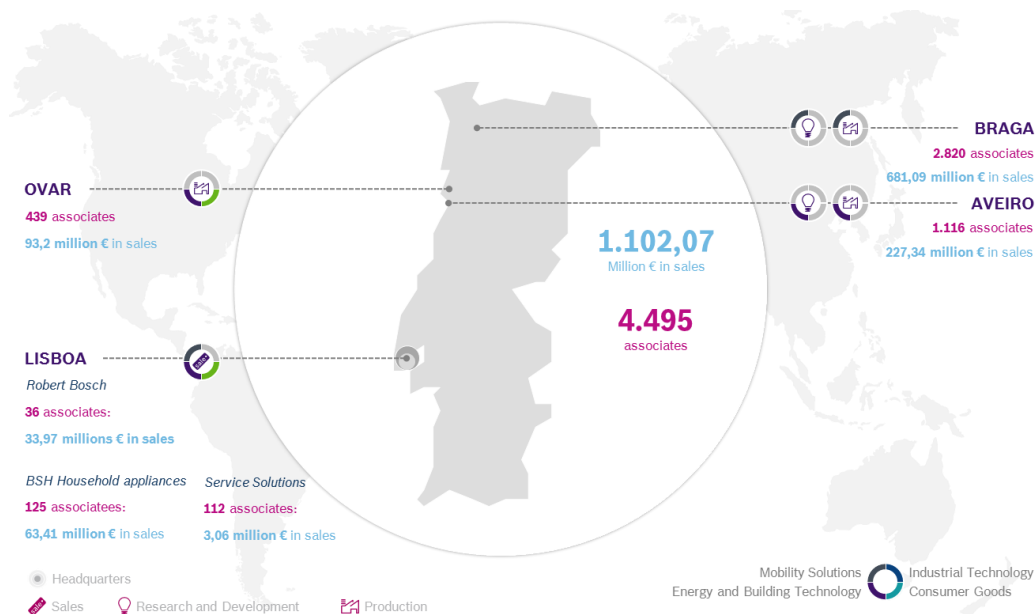 BRAGA
2.820 associates
681,09 million € in sales
AVEIRO
1.116 associates
227,34 million € in sales
OVAR
439 associates
93,2 million € in sales
1.102,07
Million € in sales
4.495
associates
LISBOA
sales
Robert Bosch
36 associates:
33,97 millions € in sales
BSH Household appliances
125 associatees:
63,41 million € in sales
Service Solutions
112 associates:
3,06 million € in sales
Headquarters
sales
Sales
Research and Development
Production
Mobility Solutions
Industrial Technology
Energy and Building Technology
Consumer Goods